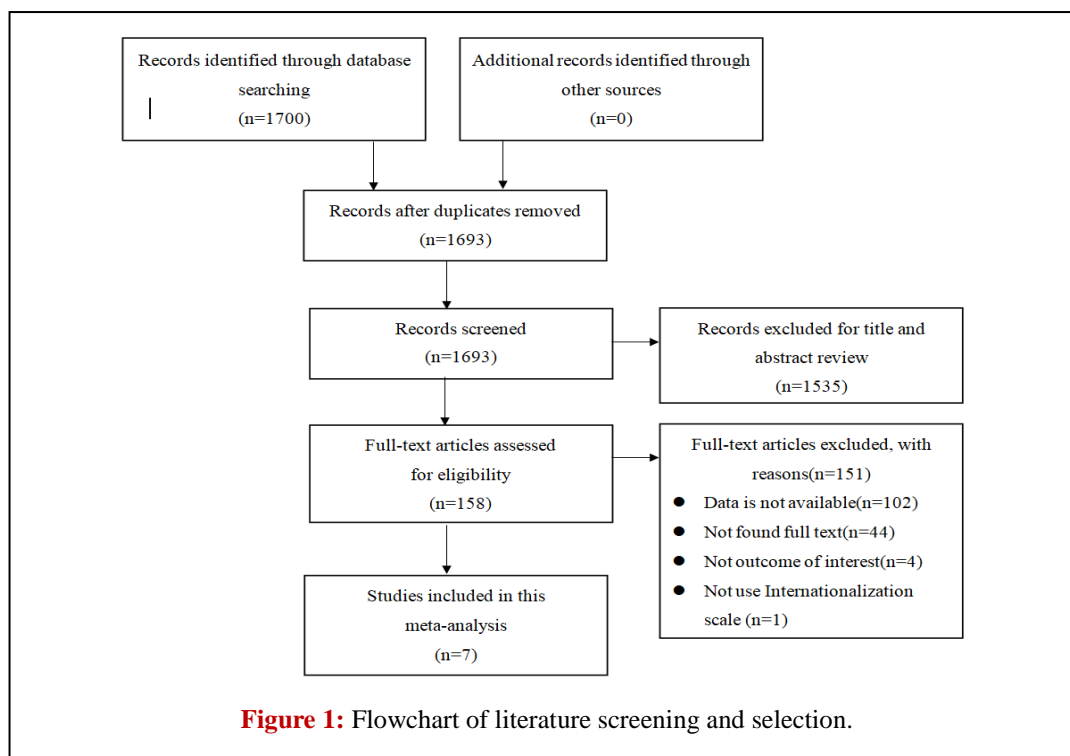 Records identified through database
searching
(n=1700)
Additional records identified through
other sources
(n=0)
Records after duplicates removed
(n=1693)
Records screened
(n=1693)
Records excluded for title and
abstract review
(n=1535)
Full-text articles assessed
for eligibility
(n=158)
Full-text articles excluded, with
reasons(n=151)
● Data is not available(n=102)
● Not found full text(n=44)
● Not outcome of interest(n=4)
● Not use Internationalization
scale (n=1)
Studies included in this
meta-analysis
(n=7)
Figure 1: Flowchart of literature screening and selection.